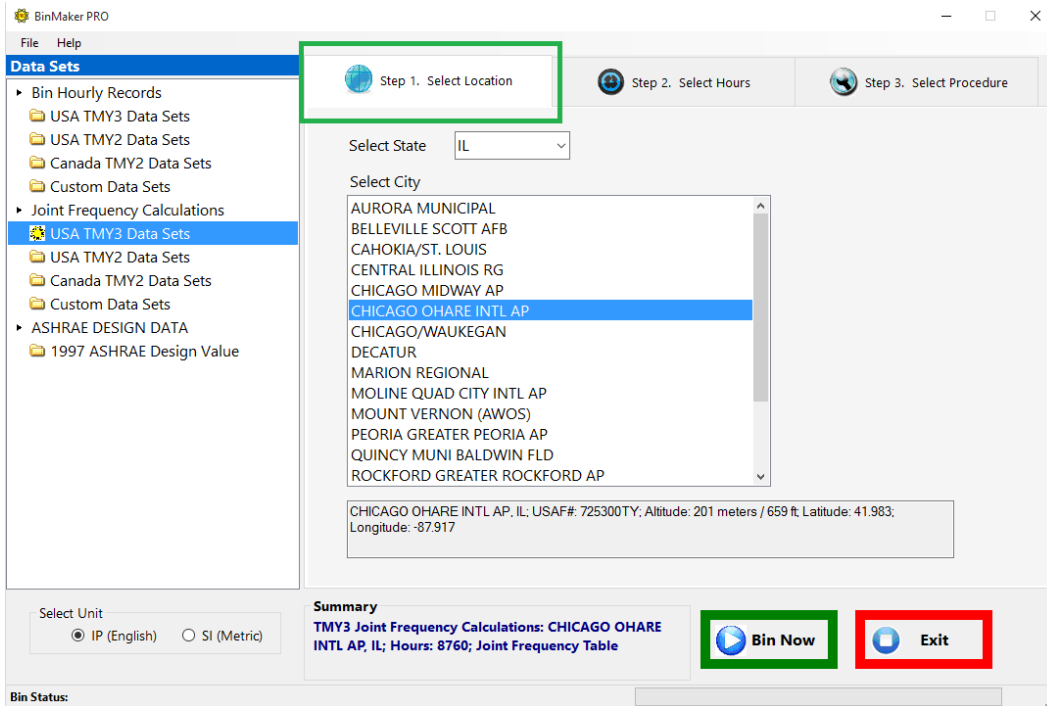 BinMaker PRO
File Help
Data Sets
Bin Hourly Records
USA TMY3 Data Sets
USA TMY2 Data Sets
Canada TMY2 Data Sets
Custom Data Sets
Joint Frequency Calculations
USA TMY3 Data Sets
USA TMY2 Data Sets
Canada TMY2 Data Sets
Custom Data Sets
ASHRAE DESIGN DATA
1997 ASHRAE Design Value
Step 1. Select Location
Step 2. Select Hours
Step 3. Select Procedure
Select State IL
Select City
AURORA MUNICIPAL
BELLEVILLE SCOTT AFB
CAHOKIA/ST. LOUIS
CENTRAL ILLINOIS RG
CHICAGO MIDWAY AP
CHICAGO OHARE INTL AP
CHICAGO/WAUKEGAN
DECATUR
MARION REGIONAL
MOLINE QUAD CITY INTL AP
MOUNT VERNON (AWOS)
PEORIA GREATER PEORIA AP
QUINCY MUNI BALDWIN FLD
ROCKFORD GREATER ROCKFORD AP
CHICAGO OHARE INTL AP, IL; USAF#: 725300TY; Altitude: 201 meters / 659 ft; Latitude: 41.983;
Longitude: -87.917
Select Unit
IP (English) SI (Metric)
Summary
TMY3 Joint Frequency Calculations: CHICAGO OHARE
INTL AP, IL; Hours: 8760; Joint Frequency Table
Bin Now
Exit
Bin Status: